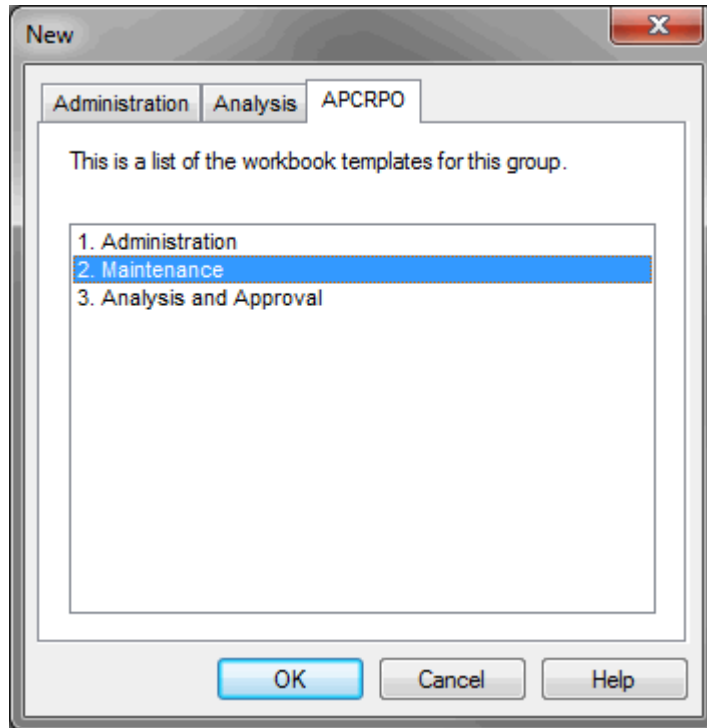 New
Administration Analysis APCRPO
This is a list of the workbook templates for this group.
1. Administration
2. Maintenance
3. Analysis and Approval
OK Cancel Help